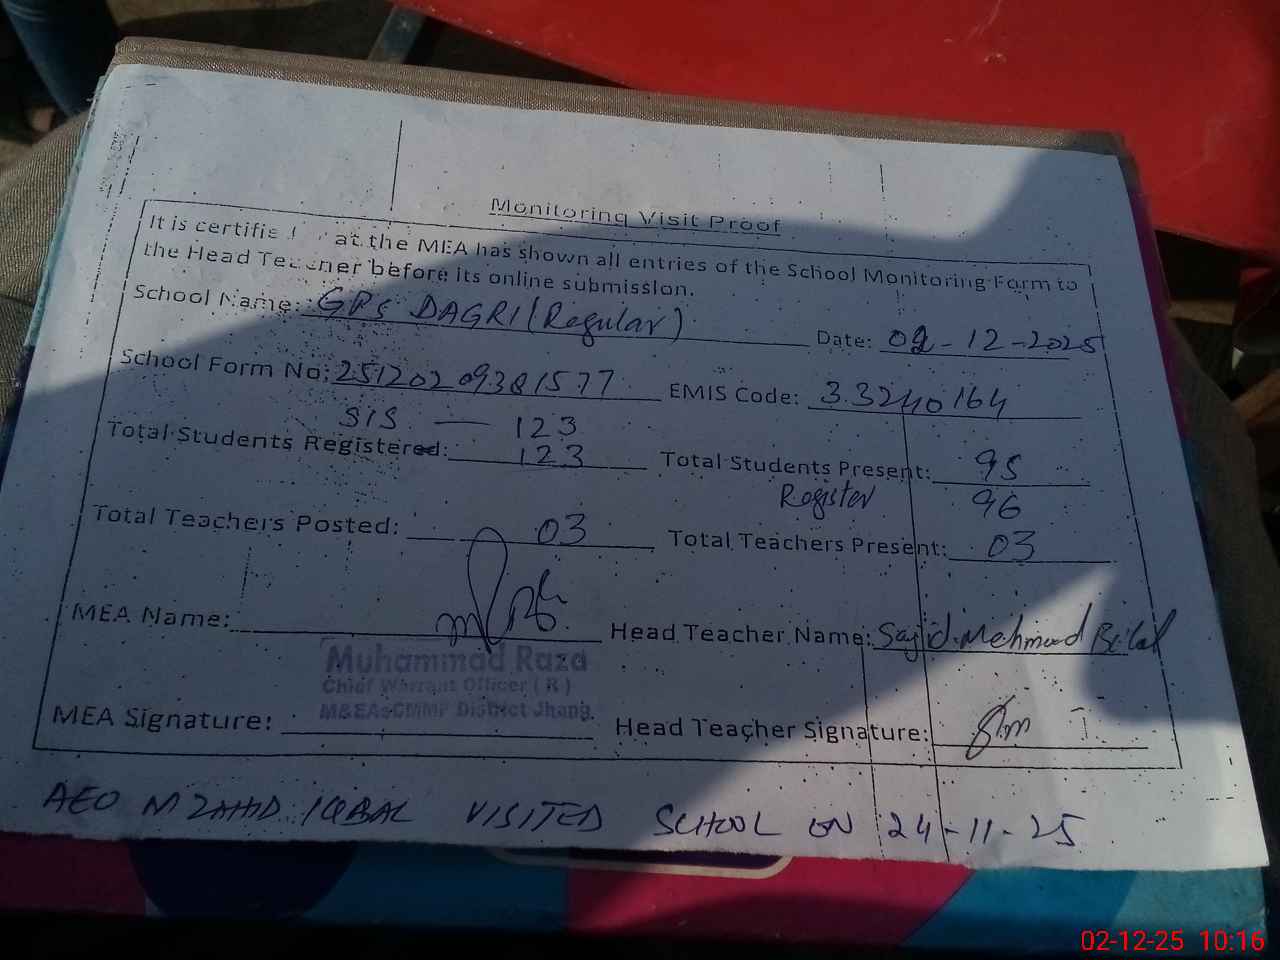 Monitoring Visit Proof
It is certifie at the MEA has shown all entries of the School Monitoring Form to
the Head Teacher before its online submission.
School Name: GPS DAGRI (Regular) Date: 02-12-2025
School Form No: 25120209381577 EMIS Code: 33240164
SIS — 123
Total Students Registered: 123 Total Students Present: 95
Register 96
Total Teachers Posted: 03 Total Teachers Present: 03
MEA Name: Head Teacher Name: Sajid Mehmood Bilal
Muhammad Raza
Chief Warrant Officer ( R )
M&EAsCMMF District Jhang
MEA Signature: Head Teacher Signature:
AEO M ZAHID IQBAL VISITED SCHOOL ON 24-11-25
02-12-25 10:16